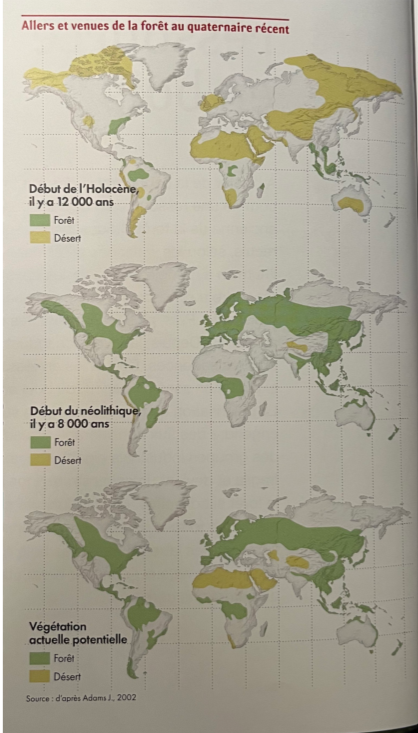 Allers et venues de la forêt au quaternaire récent
Début de l'Holocène,
il y a 12 000 ans
Forêt
Désert
Début du néolithique,
il y a 8 000 ans
Forêt
Désert
Végétation
actuelle potentielle
Forêt
Désert
Source : d'après Adams J., 2002